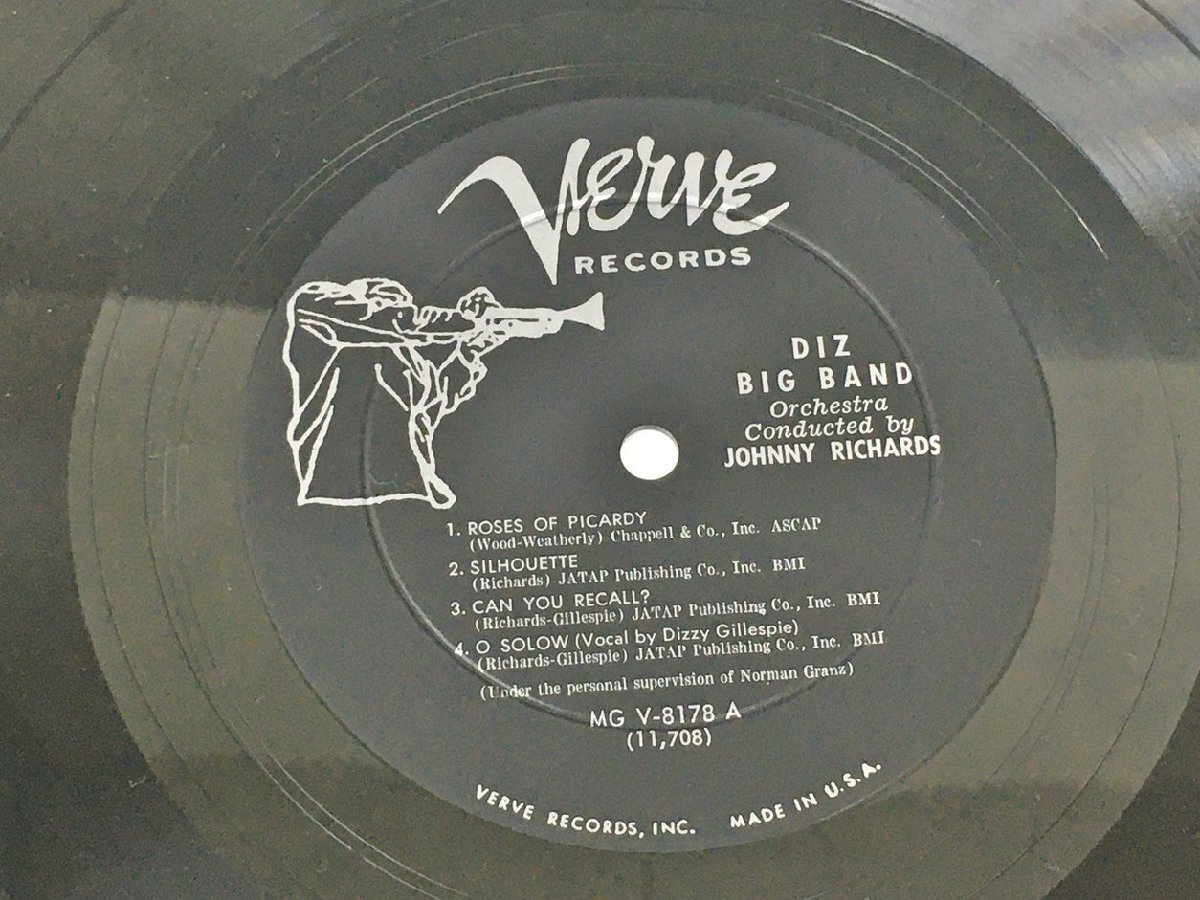 Verve
RECORDS
DIZ
BIG BAND
Orchestra
Conducted by
JOHNNY RICHARDS
1. ROSES OF PICARDY
(Wood-Weatherly) Chappell & Co., Inc. ASCAP
2. SILHOUETTE
(Richards) JATAP Publishing Co., Inc. BMI
3. CAN YOU RECALL?
(Richards-Gillespie) JATAP Publishing Co., Inc. BMI
4. O SOLOW (Vocal by Dizzy Gillespie)
(Richards-Gillespie) JATAP Publishing Co., Inc. BMI
(Under the personal supervision of Norman Granz)
MG V-8178 A
(11,708)
VERVE RECORDS, INC. MADE IN U.S.A.